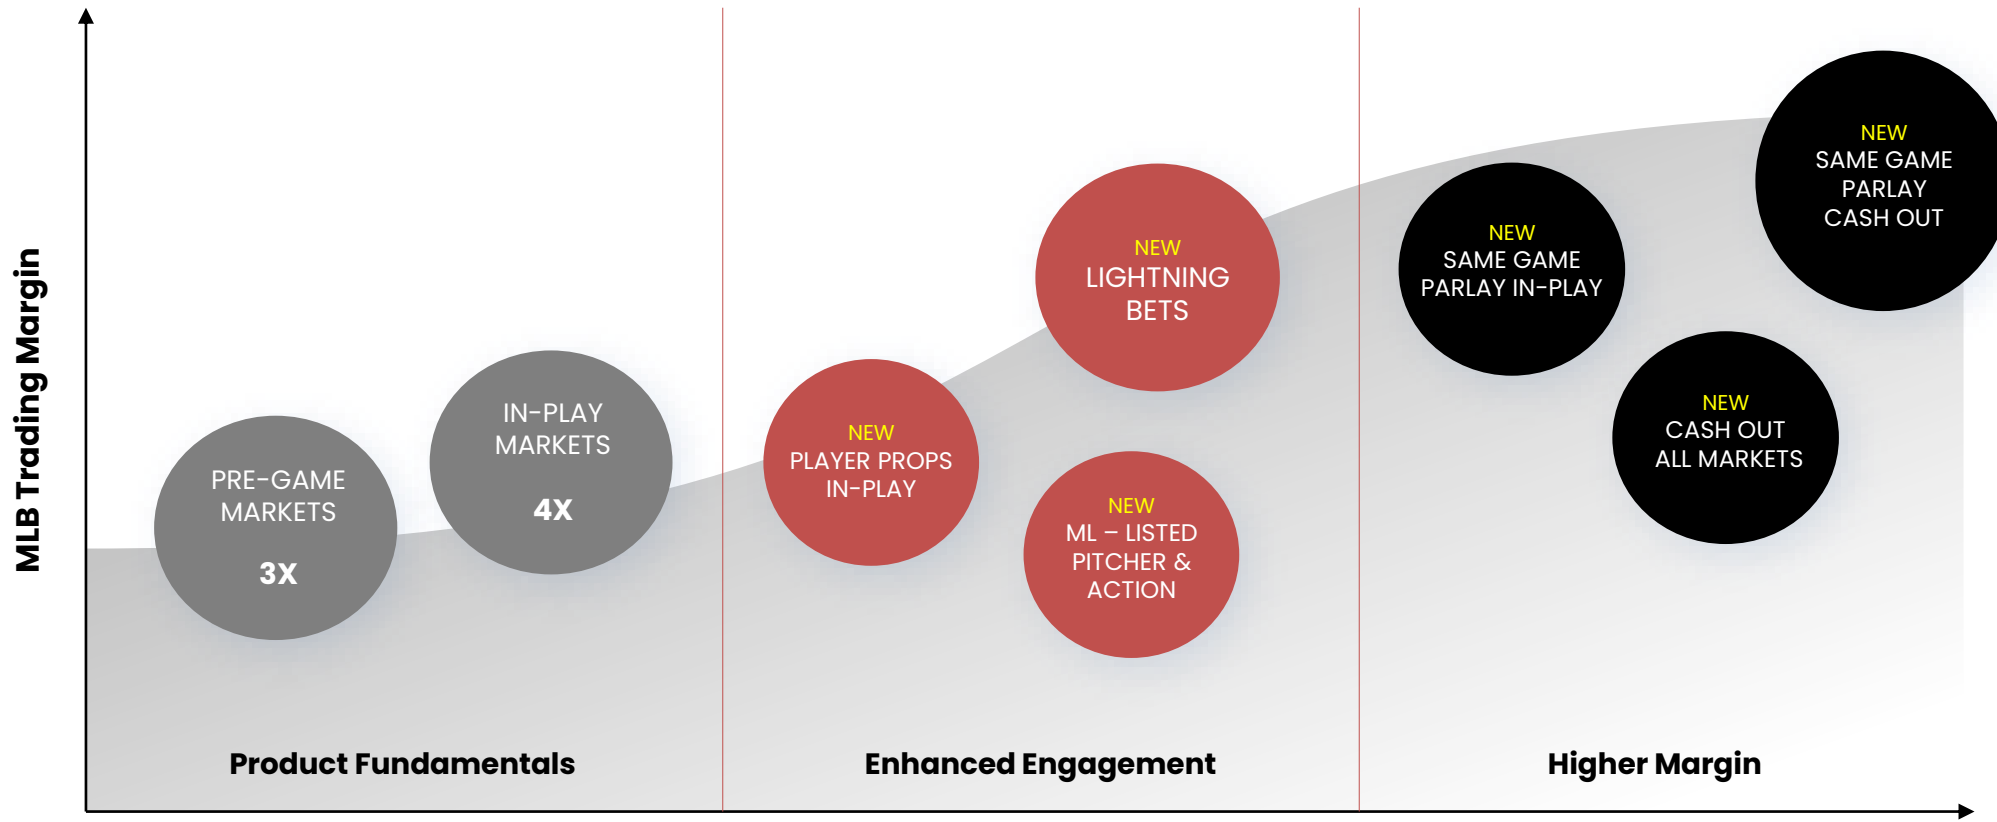 MLB Trading Margin
PRE-GAME
MARKETS
3X
IN-PLAY
MARKETS
4X
Product Fundamentals
NEW
PLAYER PROPS
IN-PLAY
NEW
LIGHTNING
BETS
NEW
ML – LISTED
PITCHER &
ACTION
Enhanced Engagement
NEW
SAME GAME
PARLAY IN-PLAY
NEW
CASH OUT
ALL MARKETS
NEW
SAME GAME
PARLAY
CASH OUT
Higher Margin